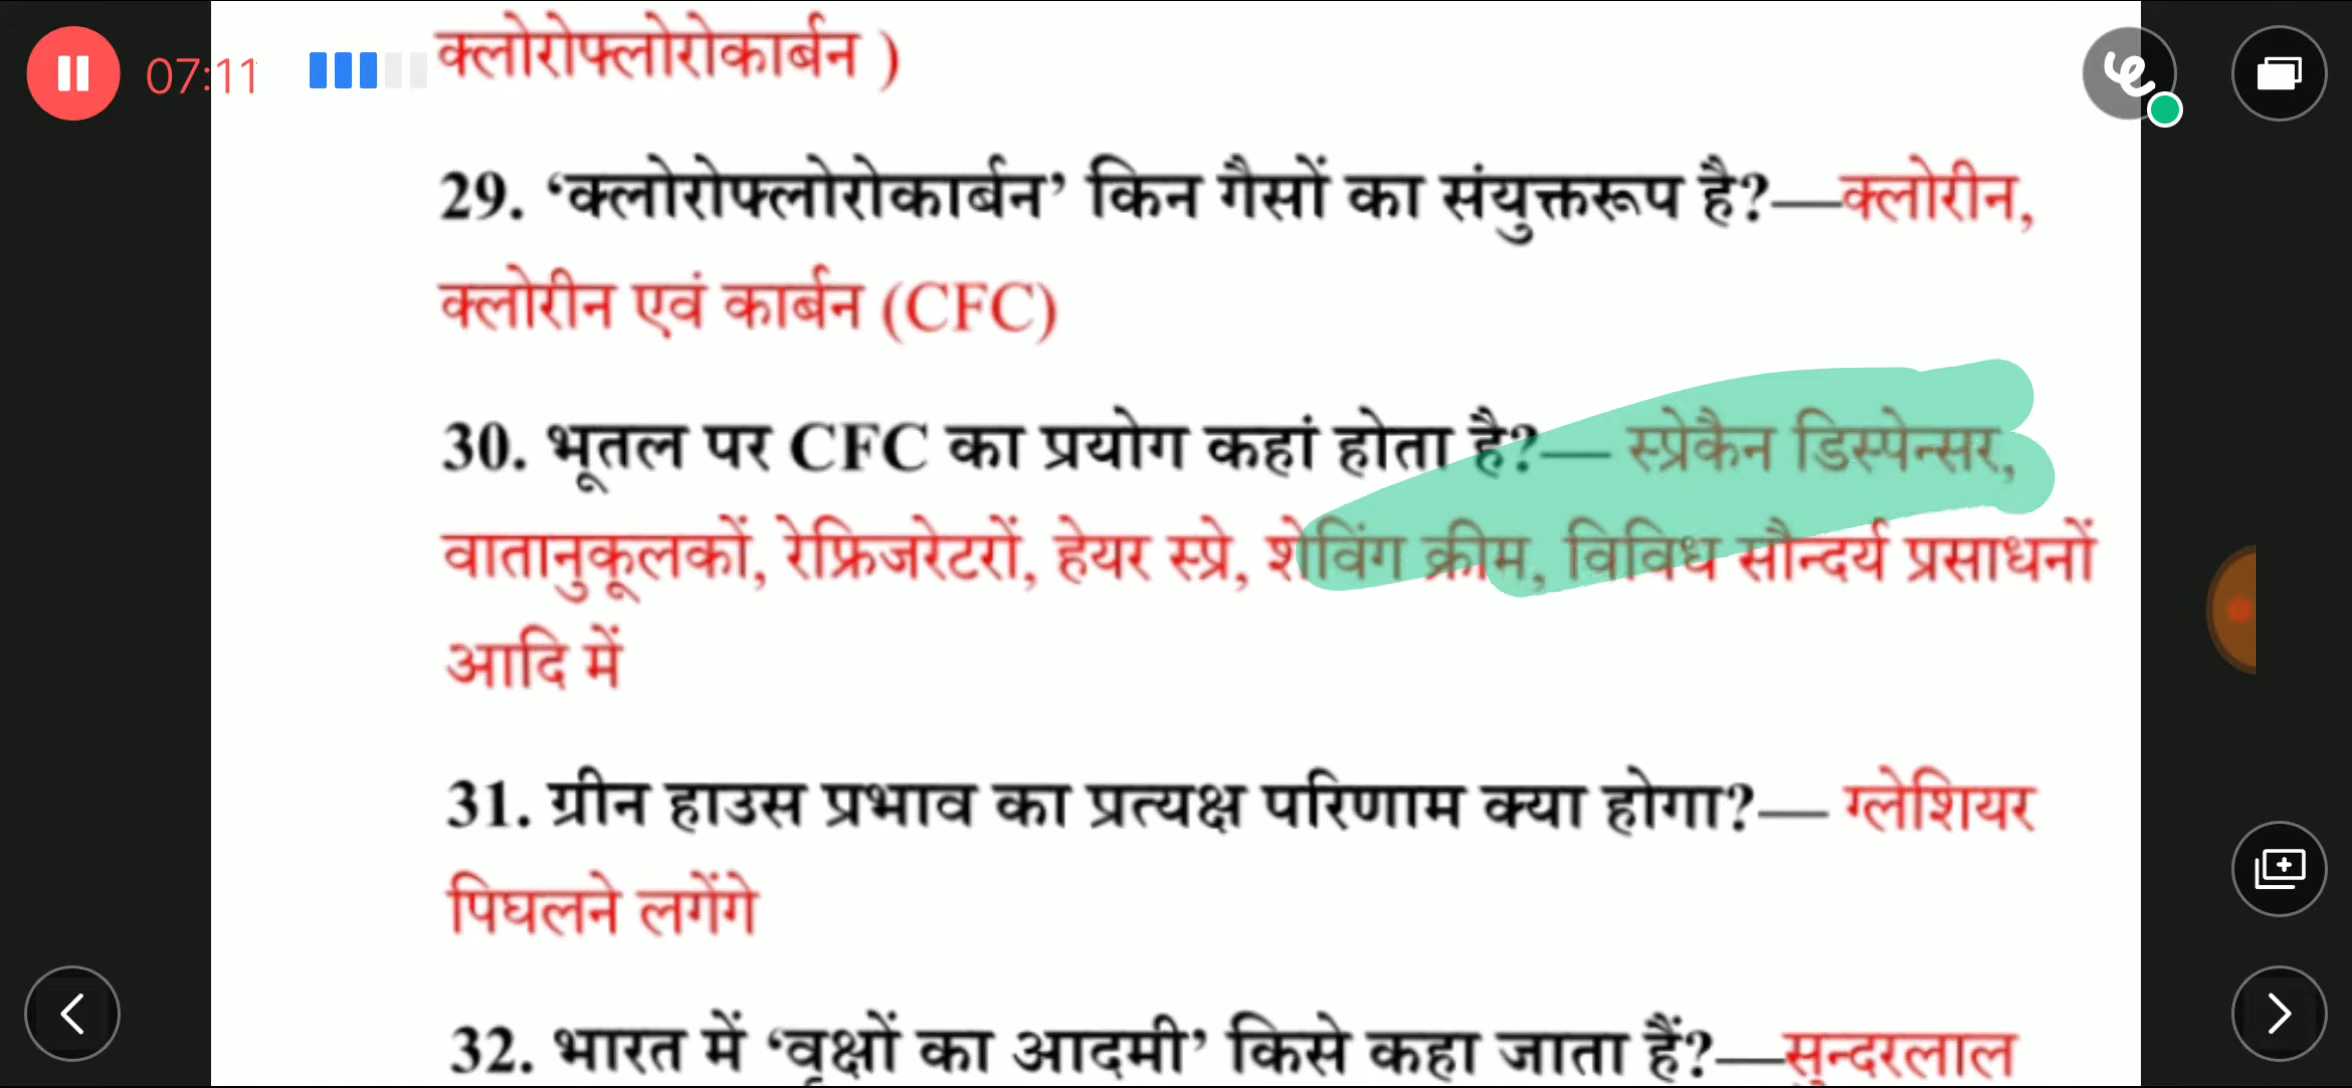 07:11
क्लोरोफ्लोरोकार्बन )
29. ‘क्लोरोफ्लोरोकार्बन’ किन गैसों का संयुक्तरूप है?—क्लोरीन,
क्लोरीन एवं कार्बन (CFC)
30. भूतल पर CFC का प्रयोग कहां होता है?— स्प्रेकैन डिस्पेन्सर,
वातानुकूलकों, रेफ्रिजरेटरों, हेयर स्प्रे, शेविंग क्रीम, विविध सौन्दर्य प्रसाधनों
आदि में
31. ग्रीन हाउस प्रभाव का प्रत्यक्ष परिणाम क्या होगा?— ग्लेशियर
पिघलने लगेंगे
32. भारत में ‘वृक्षों का आदमी’ किसे कहा जाता हैं?—सुन्दरलाल